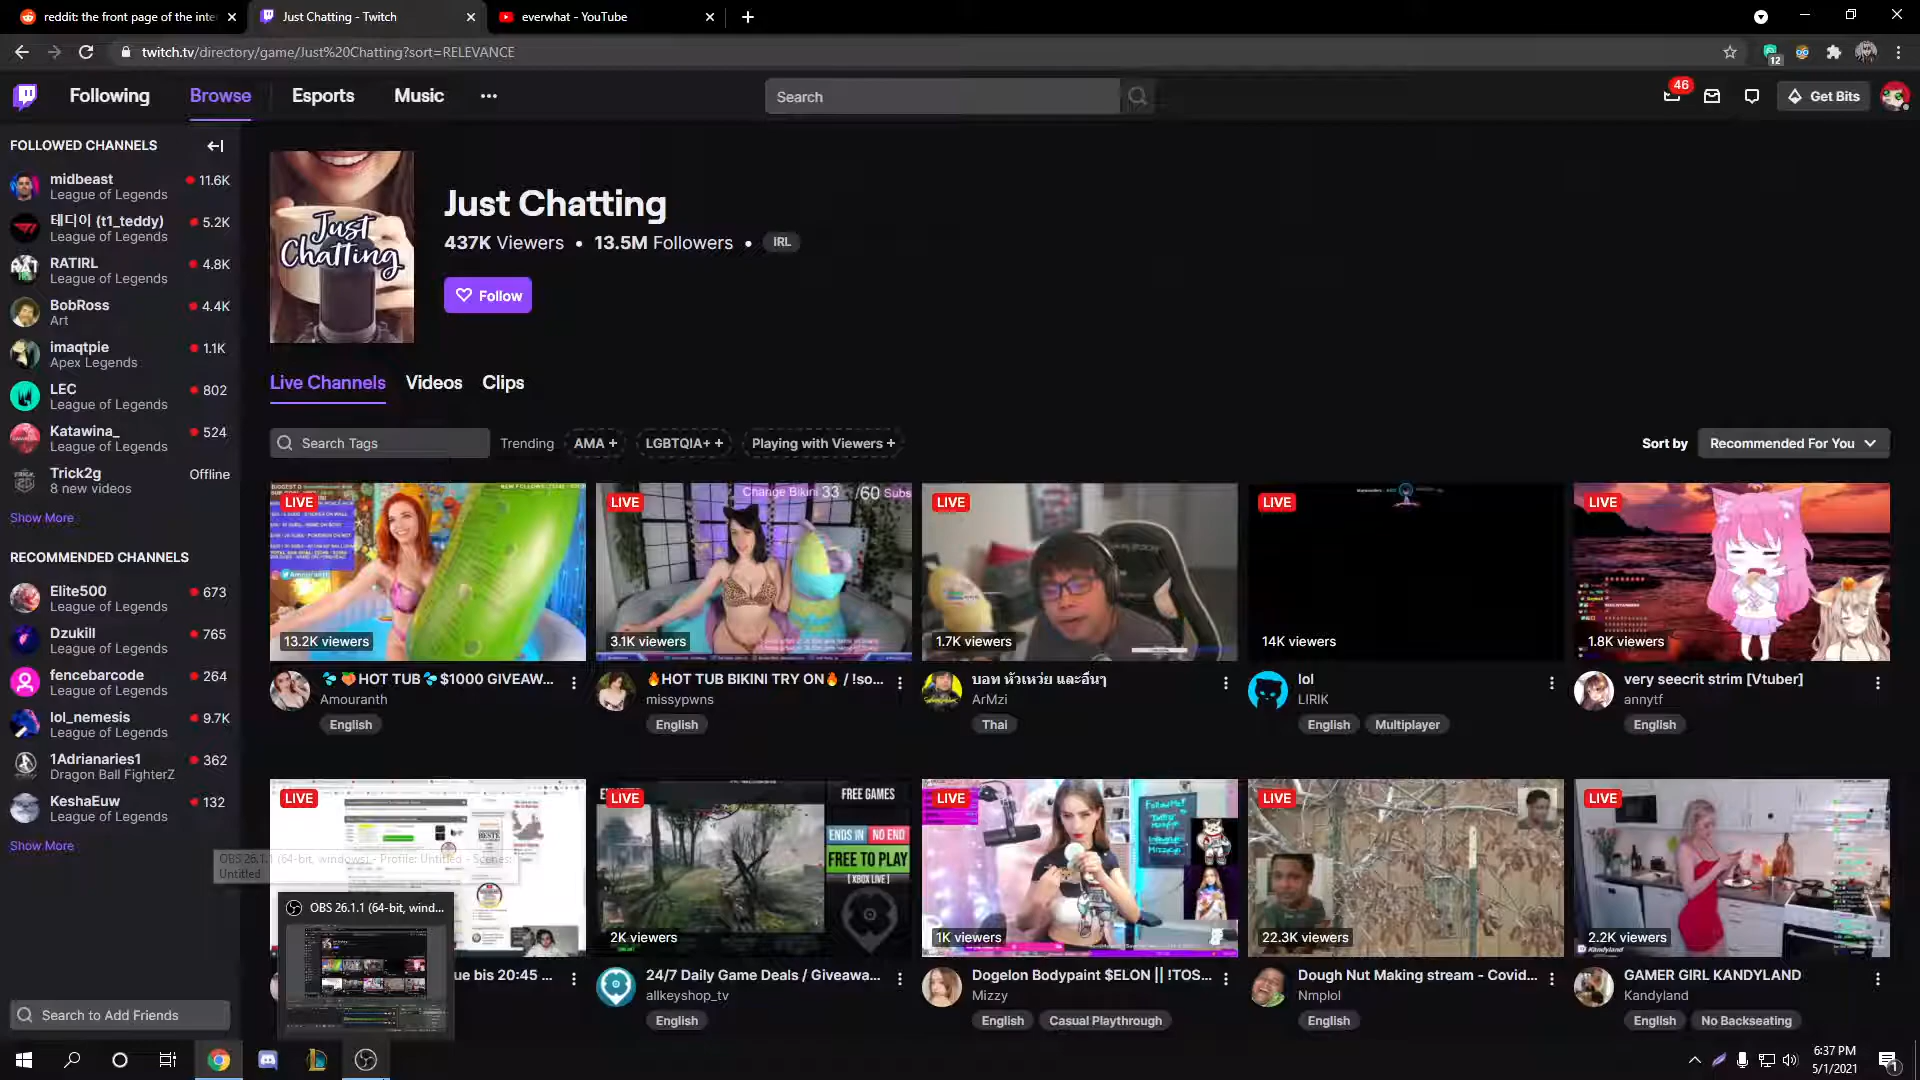 reddit: the front page of the inte
Just Chatting - Twitch
everwhat - YouTube
twitch.tv/directory/game/Just%20Chatting?sort=RELEVANCE
12
Following
Browse
Esports
Music
Search
46
Get Bits
FOLLOWED CHANNELS
midbeast
League of Legends
11.6K
테디이 (t1_teddy)
League of Legends
5.2K
RATIRL
League of Legends
4.8K
BobRoss
Art
4.4K
imaqtpie
Apex Legends
1.1K
LEC
League of Legends
802
Katawina_
League of Legends
524
Trick2g
8 new videos
Offline
Show More
RECOMMENDED CHANNELS
Elite500
League of Legends
673
Dzukill
League of Legends
765
fencebarcode
League of Legends
264
lol_nemesis
League of Legends
9.7K
1Adrianaries1
Dragon Ball FighterZ
362
KeshaEuw
League of Legends
132
Show More
Search to Add Friends
Just Chatting
Just Chatting
437K Viewers • 13.5M Followers • IRL
Follow
Live Channels Videos Clips
Search Tags
Trending
AMA +
LGBTQIA+ +
Playing with Viewers +
Sort by
Recommended For You
LIVE
13.2K viewers
HOT TUB $1000 GIVEAW...
Amouranth
English
LIVE
Change Bikini 33 /60 Subs
3.1K viewers
HOT TUB BIKINI TRY ON / !so...
missypwns
English
LIVE
1.7K viewers
บอท หัวเหว่ย และอื่นๆ
ArMzi
Thai
LIVE
14K viewers
lol
LIRIK
English
Multiplayer
LIVE
1.8K viewers
very seecrit strim [Vtuber]
annytf
English
LIVE
ue bis 20:45 ...
LIVE
FREE GAMES
ENDS IN NO END
FREE TO PLAY
[ XBOX LIVE ]
2K viewers
24/7 Daily Game Deals / Giveawa...
allkeyshop_tv
English
LIVE
1K viewers
Dogelon Bodypaint $ELON || !TOS...
Mizzy
English
Casual Playthrough
LIVE
22.3K viewers
Dough Nut Making stream - Covid...
Nmplol
English
LIVE
Kandyland
2.2K viewers
GAMER GIRL KANDYLAND
Kandyland
English
No Backseating
OBS 26.1.1 (64-bit, windows) - Profile: Untitled - Scenes:
Untitled
OBS 26.1.1 (64-bit, wind...
6:37 PM
5/1/2021
1